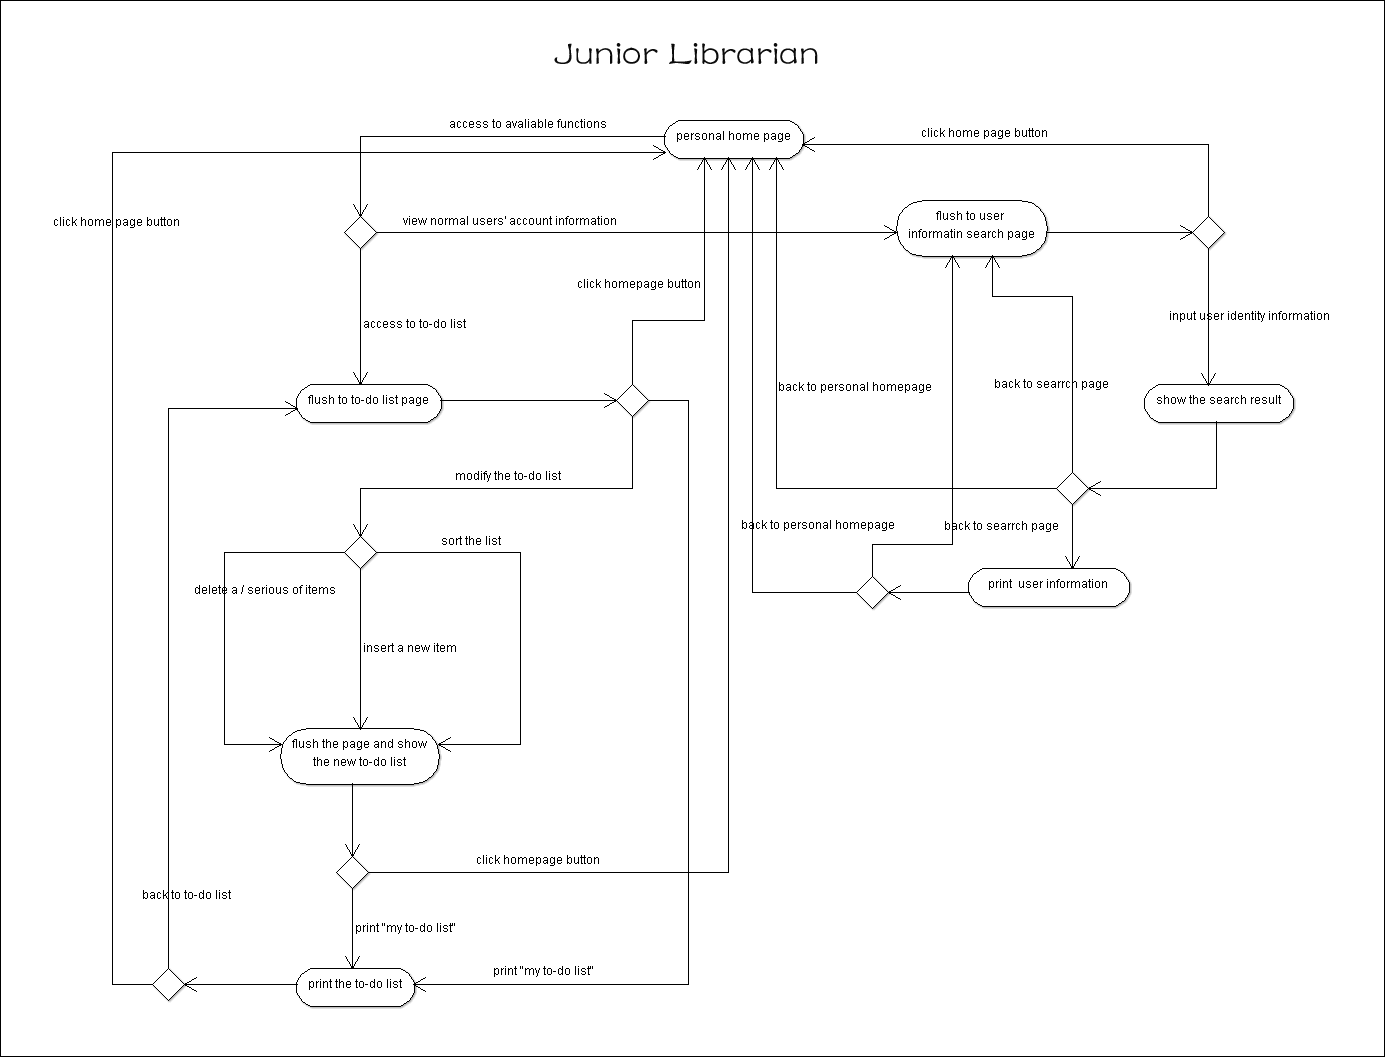 Junior Librarian
access to avaliable functions
personal home page
click home page button
click home page button
view normal users' account information
flush to user
informatin search page
click homepage button
access to to-do list
input user identity information
back to personal homepage
back to searrch page
flush to to-do list page
show the search result
modify the to-do list
back to personal homepage
back to searrch page
sort the list
delete a / serious of items
print  user information
insert a new item
flush the page and show
the new to-do list
click homepage button
back to to-do list
print "my to-do list"
print "my to-do list"
print the to-do list